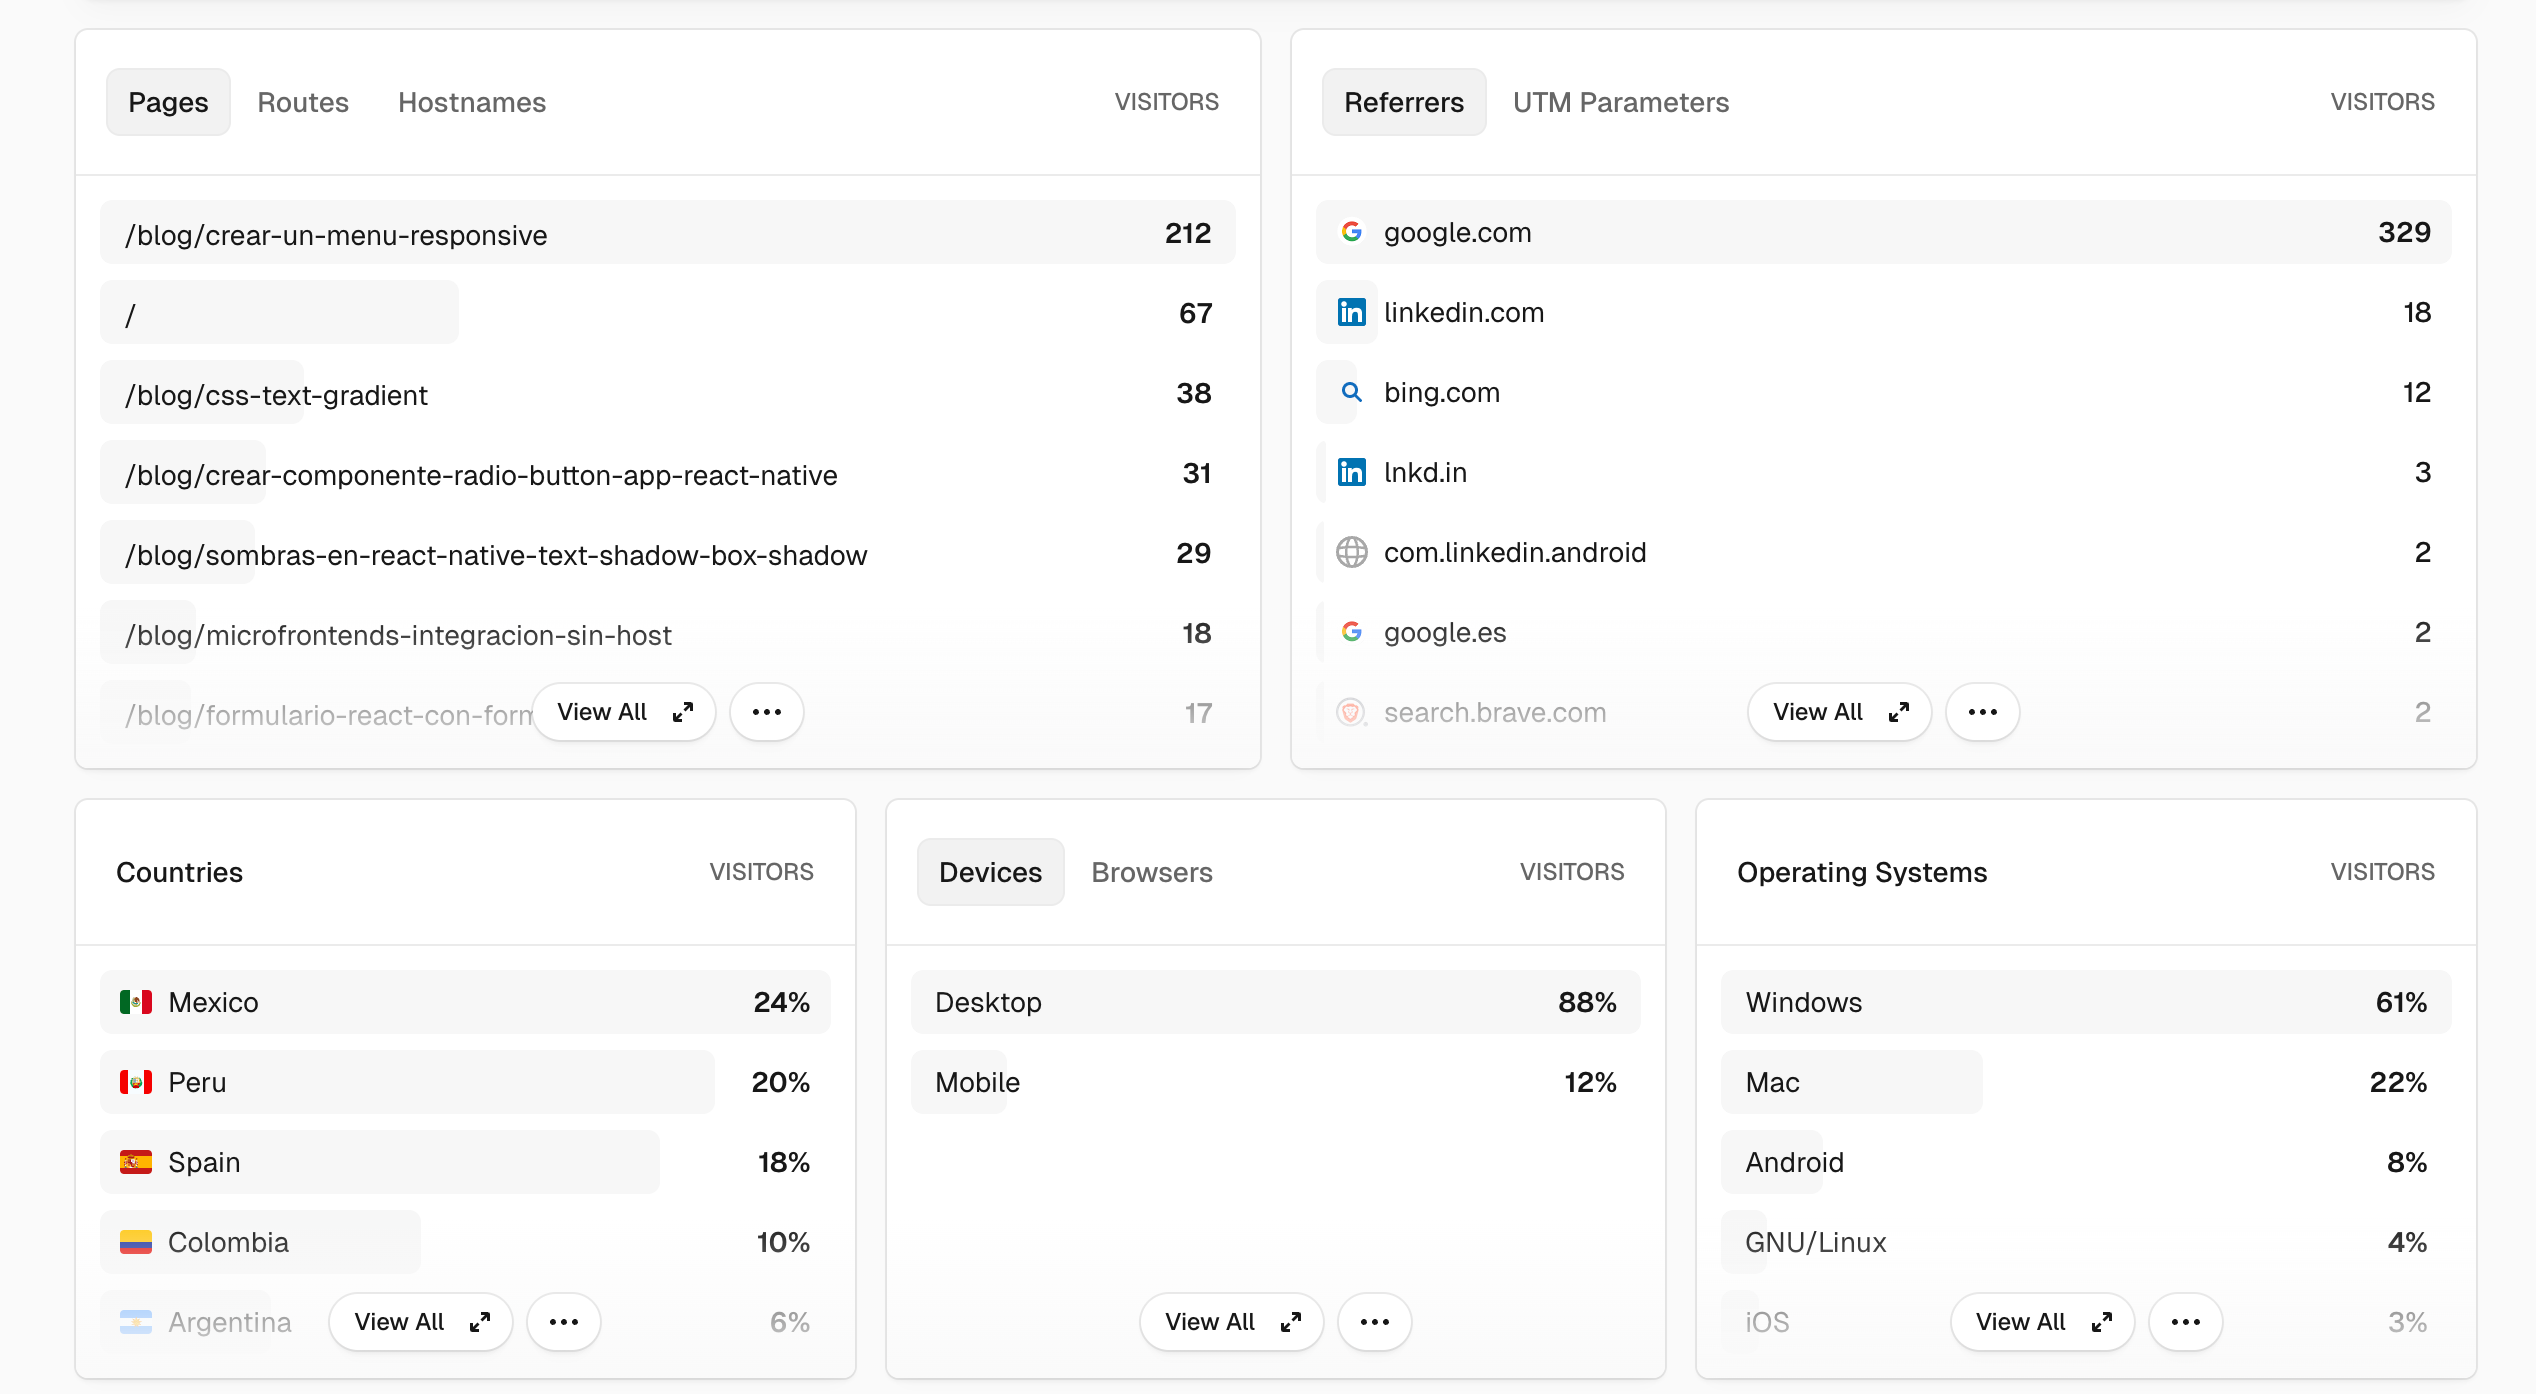 Pages Routes Hostnames VISITORS
/blog/crear-un-menu-responsive 212
/ 67
/blog/css-text-gradient 38
/blog/crear-componente-radio-button-app-react-native 31
/blog/sombras-en-react-native-text-shadow-box-shadow 29
/blog/microfrontends-integracion-sin-host 18
/blog/formulario-react-con-form 17
View All
Referrers UTM Parameters VISITORS
google.com 329
linkedin.com 18
bing.com 12
lnkd.in 3
com.linkedin.android 2
google.es 2
search.brave.com 2
View All
Countries VISITORS
Mexico 24%
Peru 20%
Spain 18%
Colombia 10%
Argentina 6%
View All
Devices Browsers VISITORS
Desktop 88%
Mobile 12%
View All
Operating Systems VISITORS
Windows 61%
Mac 22%
Android 8%
GNU/Linux 4%
iOS 3%
View All